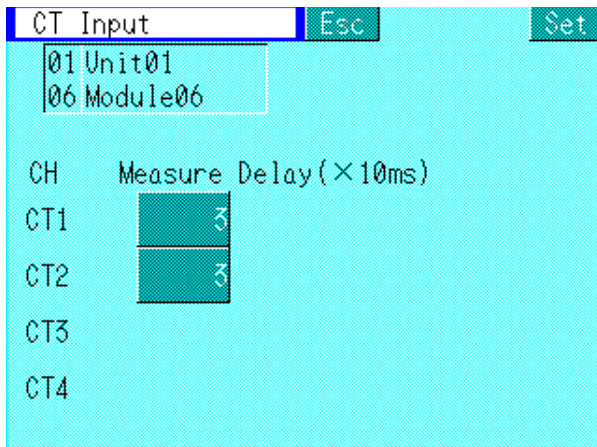 CT Input Esc Set
01 Unit01
06 Module06
CH Measure Delay(×10ms)
CT1 3
CT2 3
CT3
CT4